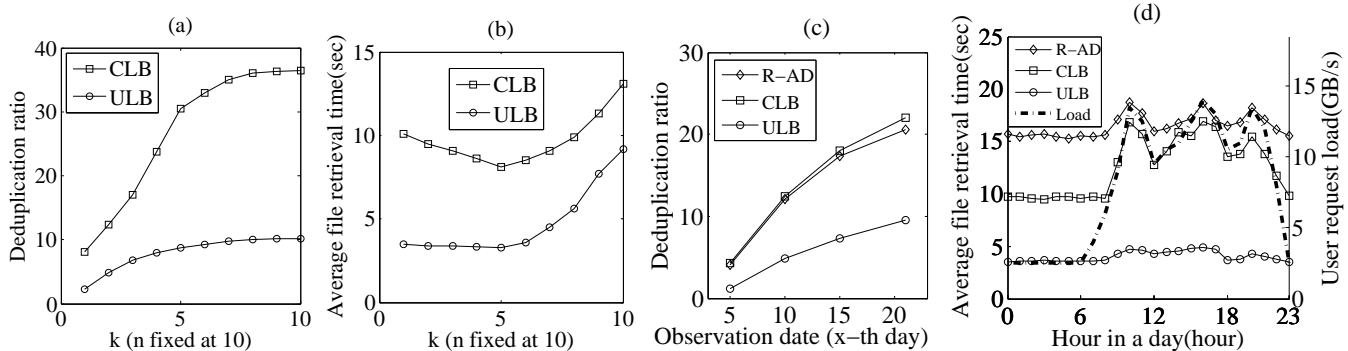 (a)
Deduplication ratio
40
30
20
10
0
CLB
ULB
0
5
10
k (n fixed at 10)
(b)
Average file retrieval time(sec)
15
10
5
0
CLB
ULB
0
5
10
k (n fixed at 10)
(c)
Deduplication ratio
30
20
10
0
R−AD
CLB
ULB
5
10
15
20
Observation date (x−th day)
(d)
Average file retrieval time(sec)
25
20
15
10
5
0
R−AD
CLB
ULB
Load
0
6
12
18
23
Hour in a day(hour)
15
10
5
0
User request load(GB/s)